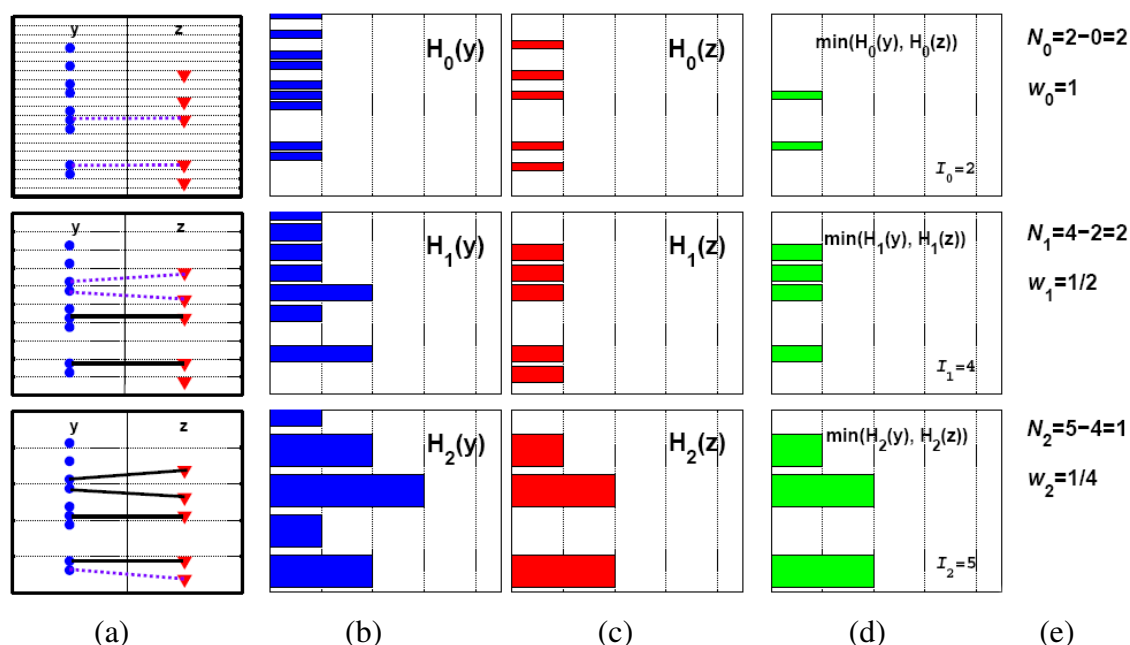 y z
H₀(y)
H₀(z)
min(H₀(y), H₀(z))
I₀=2
N₀=2−0=2
w₀=1
y z
H₁(y)
H₁(z)
min(H₁(y), H₁(z))
I₁=4
N₁=4−2=2
w₁=1/2
y z
H₂(y)
H₂(z)
min(H₂(y), H₂(z))
I₂=5
N₂=5−4=1
w₂=1/4
(a) (b) (c) (d) (e)